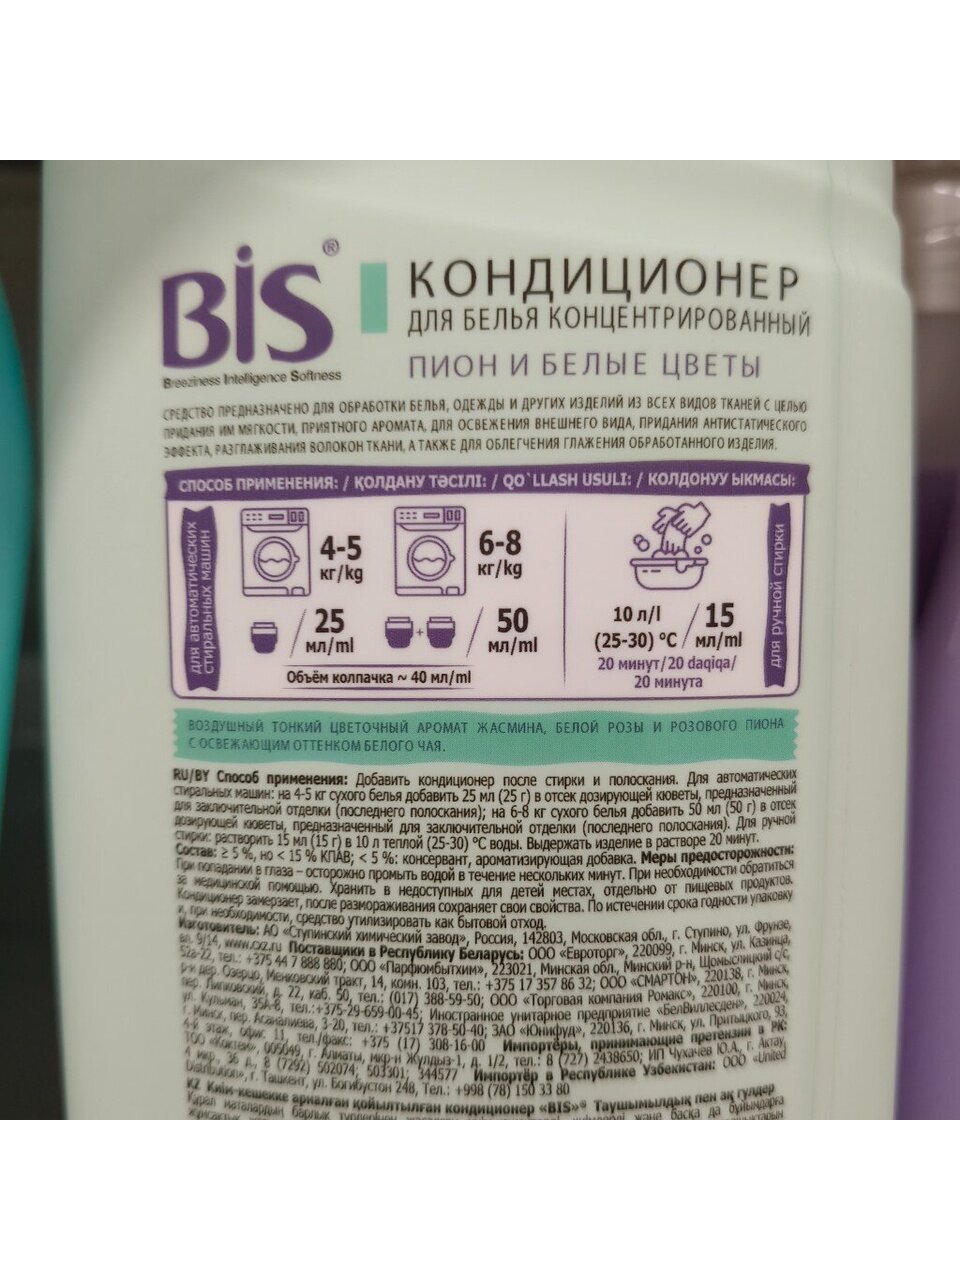 BiS®
Breeziness Intelligence Softness
КОНДИЦИОНЕР
ДЛЯ БЕЛЬЯ КОНЦЕНТРИРОВАННЫЙ
ПИОН И БЕЛЫЕ ЦВЕТЫ
СРЕДСТВО ПРЕДНАЗНАЧЕНО ДЛЯ ОБРАБОТКИ БЕЛЬЯ, ОДЕЖДЫ И ДРУГИХ ИЗДЕЛИЙ ИЗ ВСЕХ ВИДОВ ТКАНЕЙ С ЦЕЛЬЮ
ПРИДАНИЯ ИМ МЯГКОСТИ, ПРИЯТНОГО АРОМАТА, ДЛЯ ОСВЕЖЕНИЯ ВНЕШНЕГО ВИДА, ПРИДАНИЯ АНТИСТАТИЧЕСКОГО
ЭФФЕКТА, РАЗГЛАЖИВАНИЯ ВОЛОКОН ТКАНИ, А ТАКЖЕ ДЛЯ ОБЛЕГЧЕНИЯ ГЛАЖЕНИЯ ОБРАБОТАННОГО ИЗДЕЛИЯ.
СПОСОБ ПРИМЕНЕНИЯ: / ҚОЛДАНУ ТӘСІЛІ: / QO`LLASH USULI: / КОЛДОНУУ ЫКМАСЫ:
для автоматических
стиральных машин
4-5
кг/kg
25
мл/ml
6-8
кг/kg
+
50
мл/ml
Объём колпачка ~ 40 мл/ml
10 л/l
(25-30) °C
15
мл/ml
20 минут/20 daqiqa/
20 минута
для ручной стирки
ВОЗДУШНЫЙ ТОНКИЙ ЦВЕТОЧНЫЙ АРОМАТ ЖАСМИНА, БЕЛОЙ РОЗЫ И РОЗОВОГО ПИОНА
С ОСВЕЖАЮЩИМ ОТТЕНКОМ БЕЛОГО ЧАЯ.
RU/BY Способ применения: Добавить кондиционер после стирки и полоскания. Для автоматических
стиральных машин: на 4-5 кг сухого белья добавить 25 мл (25 г) в отсек дозирующей кюветы, предназначенный
для заключительной отделки (последнего полоскания); на 6-8 кг сухого белья добавить 50 мл (50 г) в отсек
дозирующей кюветы, предназначенный для заключительной отделки (последнего полоскания). Для ручной
стирки: растворить 15 мл (15 г) в 10 л теплой (25-30) °C воды. Выдержать изделие в растворе 20 минут.
Состав: ≥ 5 %, но < 15 % КПАВ; < 5 %: консервант, ароматизирующая добавка. Меры предосторожности:
При попадании в глаза – осторожно промыть водой в течение нескольких минут. При необходимости обратиться
за медицинской помощью. Хранить в недоступных для детей местах, отдельно от пищевых продуктов.
Кондиционер замерзает, после размораживания сохраняет свои свойства. По истечении срока годности упаковку
и, при необходимости, средство утилизировать как бытовой отход.
Изготовитель: АО «Ступинский химический завод», Россия, 142803, Московская обл., г. Ступино, ул. Фрунзе,
вл. 9/14, www.cxz.ru Поставщики в Республику Беларусь: ООО «Евроторг», 220099, г. Минск, ул. Казинца,
52а-22, тел.: +375 44 7 888 880; ООО «Парфюмбытхим», 223021, Минская обл., Минский р-н, Щомыслицкий с/с,
р-н дер. Озерцо, Менковский тракт, 14, комн. 103, тел.: +375 17 357 86 32; ООО «СМАРТОН», 220138, г. Минск,
пер. Липковский, д. 22, каб. 50, тел.: (017) 388-59-50; ООО «Торговая компания Ромакс», 220100, г. Минск,
ул. Кульман, 35А-8, тел.:+375-29-659-00-45; Иностранное унитарное предприятие «БелВиллесден», 220024,
г. Минск, пер. Асаналиева, 3-20, тел.: +37517 378-50-40; ЗАО «Юнифуд», 220136, г. Минск, ул. Притыцкого, 93,
4-й этаж, офис 11, тел./факс: +375 (17) 308-16-00 Импортёры, принимающие претензии в РК:
ТОО «Коктем», 005049, г. Алматы, мкр-н Жулдыз-1, д. 1/2, тел.: 8 (727) 2438650; ИП Чухачев Ю.А., г. Актау,
4 мкр., 36 д., 8 (7292) 502074; 503301; 344577 Импортёр в Республике Узбекистан: ООО «United
Distribution», г. Ташкент, ул. Богибустон 248, Тел.: +998 (78) 150 33 80
KZ Киім-кешекке арналған қойылтылған кондиционер «BIS»® Таушымылдық пен ақ гүлдер